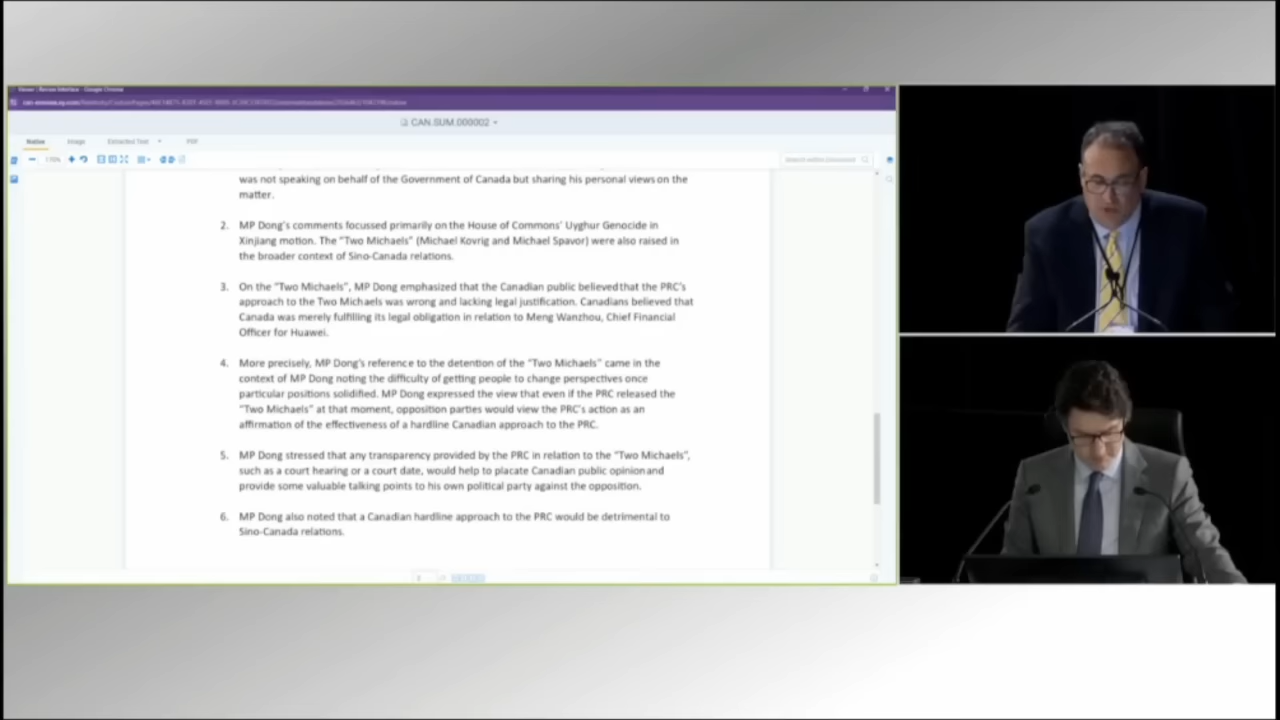 Viewer | Review Interface - Google Chrome
CAN.SUM.000002
Native Image Extracted Text PDF
was not speaking on behalf of the Government of Canada but sharing his personal views on the
matter.
2. MP Dong's comments focussed primarily on the House of Commons' Uyghur Genocide in
Xinjiang motion. The "Two Michaels" (Michael Kovrig and Michael Spavor) were also raised in
the broader context of Sino-Canada relations.
3. On the "Two Michaels", MP Dong emphasized that the Canadian public believed that the PRC's
approach to the Two Michaels was wrong and lacking legal justification. Canadians believed that
Canada was merely fulfilling its legal obligation in relation to Meng Wanzhou, Chief Financial
Officer for Huawei.
4. More precisely, MP Dong's reference to the detention of the "Two Michaels" came in the
context of MP Dong noting the difficulty of getting people to change perspectives once
particular positions solidified. MP Dong expressed the view that even if the PRC released the
"Two Michaels" at that moment, opposition parties would view the PRC's action as an
affirmation of the effectiveness of a hardline Canadian approach to the PRC.
5. MP Dong stressed that any transparency provided by the PRC in relation to the "Two Michaels",
such as a court hearing or a court date, would help to placate Canadian public opinion and
provide some valuable talking points to his own political party against the opposition.
6. MP Dong also noted that a Canadian hardline approach to the PRC would be detrimental to
Sino-Canada relations.